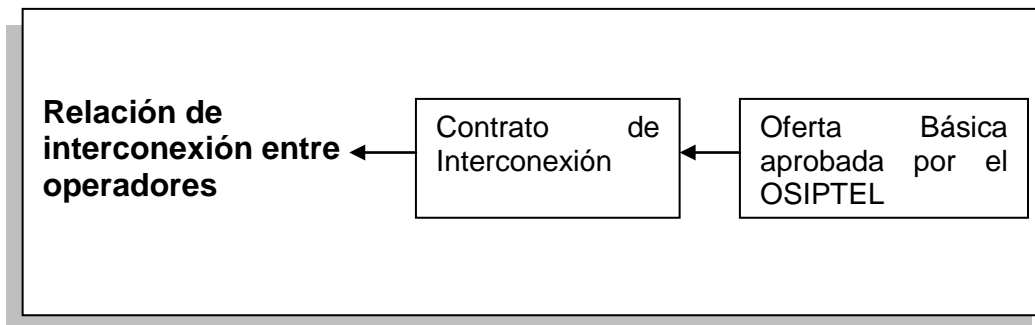 Relación de
interconexión entre
operadores
Contrato de
Interconexión
Oferta Básica
aprobada por el
OSIPTEL